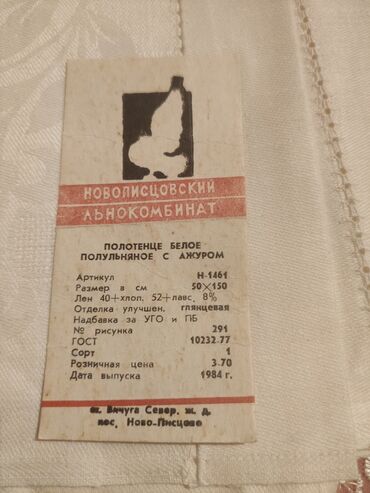 НОВОПИСЦОВСКИЙ
ЛЬНОКОМБИНАТ
ПОЛОТЕНЦЕ БЕЛОЕ
ПОЛУЛЬНЯНОЕ С АЖУРОМ
Артикул Н-1461
Размер в см 50×150
Лен 40+хлоп. 52+лавс. 8%
Отделка улучшен. глянцевая
Надбавка за УГО и ПБ
№ рисунка 291
ГОСТ 10232-77
Сорт 1
Розничная цена 3-70
Дата выпуска 1984 г.
ст. Вичуга Север. ж. д.
пос. Ново-Писцово